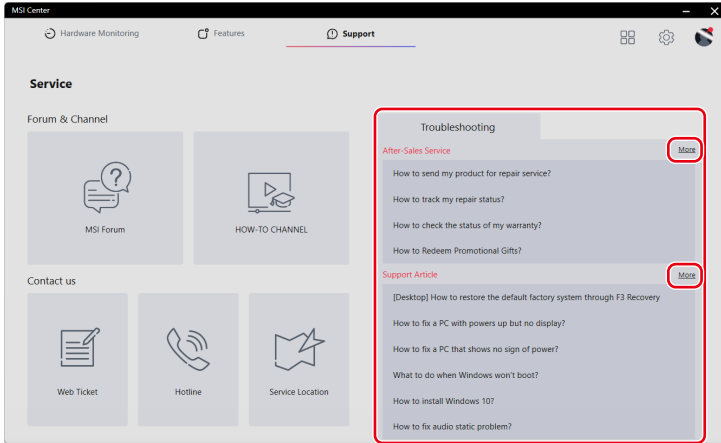 MSI Center
Hardware Monitoring
Features
Support
Service
Forum & Channel
MSI Forum
HOW-TO CHANNEL
Contact us
Web Ticket
Hotline
Service Location
Troubleshooting
After-Sales Service
More
How to send my product for repair service?
How to track my repair status?
How to check the status of my warranty?
How to Redeem Promotional Gifts?
Support Article
More
[Desktop] How to restore the default factory system through F3 Recovery
How to fix a PC with powers up but no display?
How to fix a PC that shows no sign of power?
What to do when Windows won't boot?
How to install Windows 10?
How to fix audio static problem?